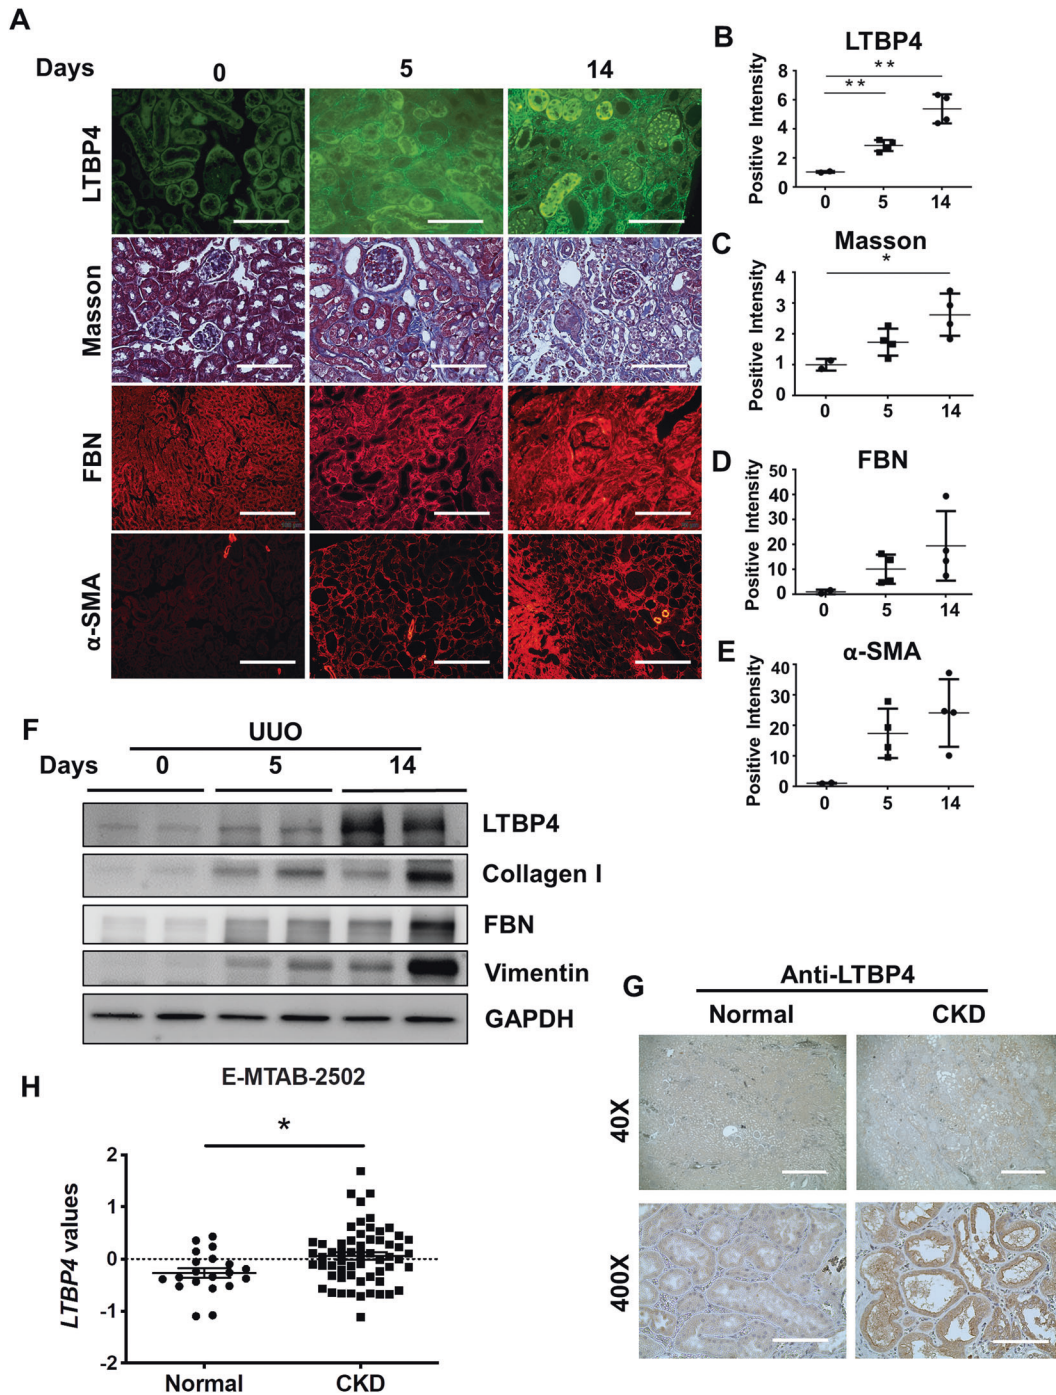 A
Days 0 5 14
LTBP4
Masson
FBN
α-SMA
B
LTBP4
Positive Intensity
8
6
4
2
0
**
**
0 5 14
C
Masson
Positive Intensity
4
3
2
1
0
*
0 5 14
D
FBN
Positive Intensity
50
40
30
20
10
0
0 5 14
E
α-SMA
Positive Intensity
40
30
20
10
0
0 5 14
F
UUO
Days 0 5 14
LTBP4
Collagen I
FBN
Vimentin
GAPDH
G
Anti-LTBP4
Normal CKD
40X
400X
H
E-MTAB-2502
*
LTBP4 values
2
1
0
-1
-2
Normal CKD